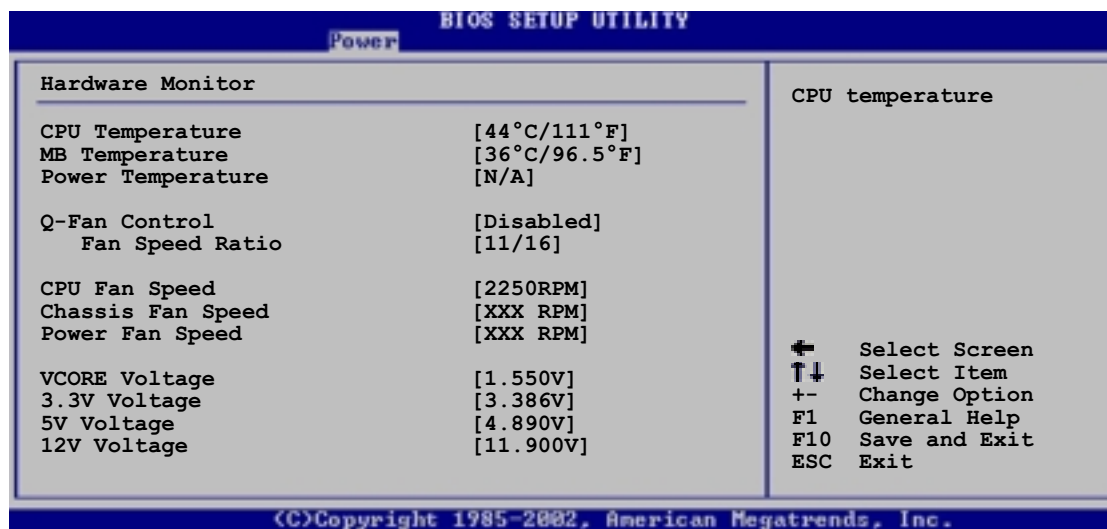 BIOS SETUP UTILITY
Power
Hardware Monitor
CPU Temperature [44°C/111°F]
MB Temperature [36°C/96.5°F]
Power Temperature [N/A]
Q-Fan Control [Disabled]
Fan Speed Ratio [11/16]
CPU Fan Speed [2250RPM]
Chassis Fan Speed [XXX RPM]
Power Fan Speed [XXX RPM]
VCORE Voltage [1.550V]
3.3V Voltage [3.386V]
5V Voltage [4.890V]
12V Voltage [11.900V]
CPU temperature
← Select Screen
↑↓ Select Item
+- Change Option
F1 General Help
F10 Save and Exit
ESC Exit
(C)Copyright 1985-2002, American Megatrends, Inc.